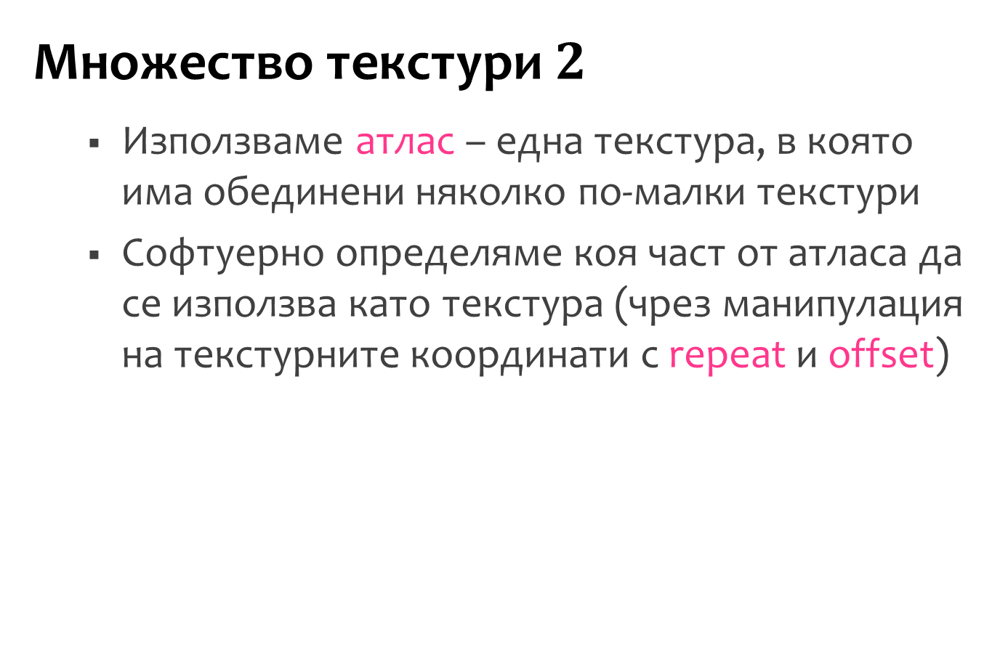 Множество текстури 2
▪ Използваме атлас – една текстура, в която
има обединени няколко по-малки текстури
▪ Софтуерно определяме коя част от атласа да
се използва като текстура (чрез манипулация
на текстурните координати с repeat и offset)